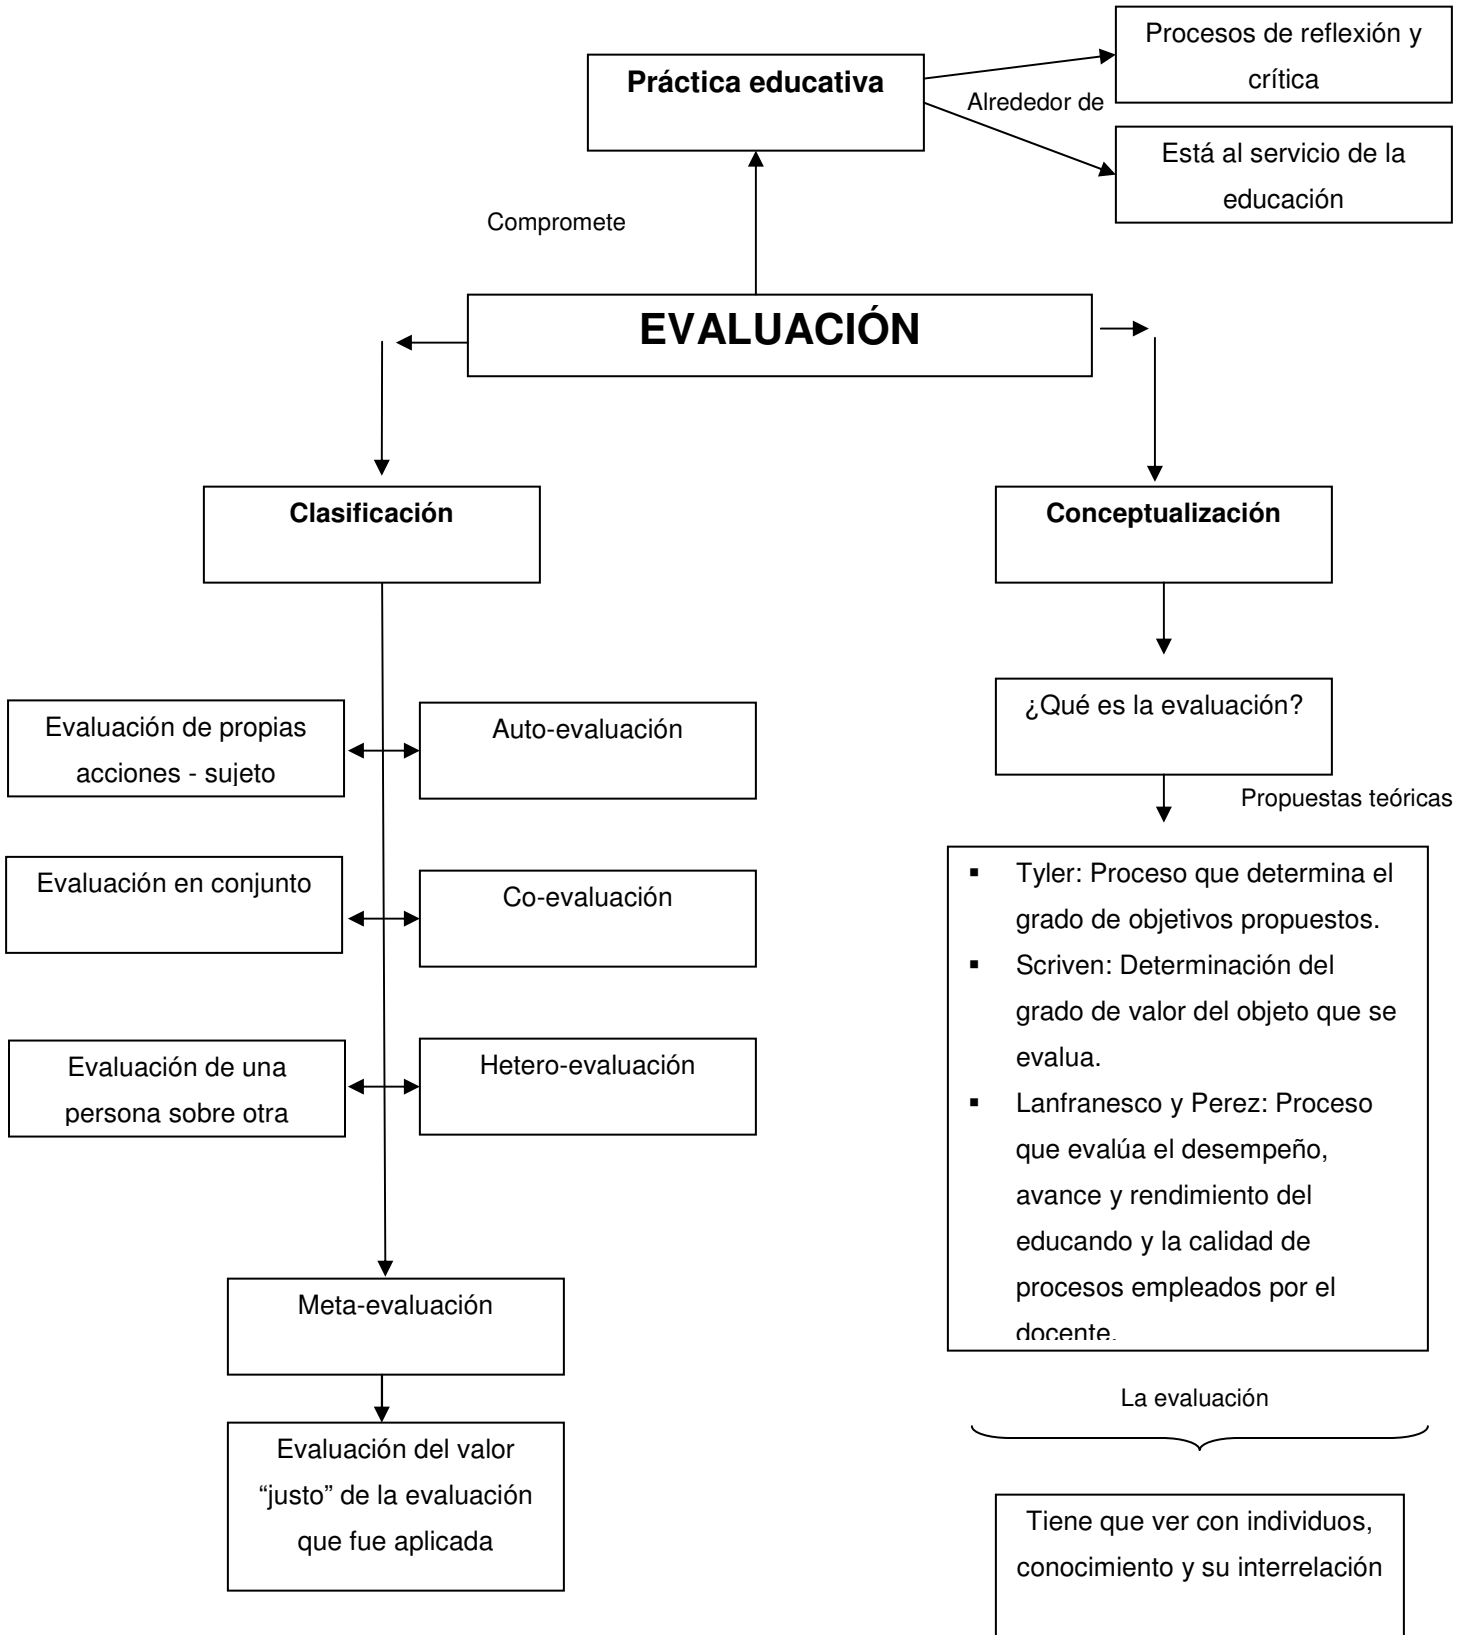 Procesos de reflexión y
crítica
Práctica educativa
Alrededor de
Está al servicio de la
educación
Compromete
EVALUACIÓN
Clasificación
Conceptualización
¿Qué es la evaluación?
Propuestas teóricas
Evaluación de propias
acciones - sujeto
Auto-evaluación
Evaluación en conjunto
Co-evaluación
Evaluación de una
persona sobre otra
Hetero-evaluación
Meta-evaluación
Evaluación del valor
“justo” de la evaluación
que fue aplicada
▪ Tyler: Proceso que determina el
grado de objetivos propuestos.
▪ Scriven: Determinación del
grado de valor del objeto que se
evalua.
▪ Lanfranesco y Perez: Proceso
que evalúa el desempeño,
avance y rendimiento del
educando y la calidad de
procesos empleados por el
docente.
La evaluación
Tiene que ver con individuos,
conocimiento y su interrelación